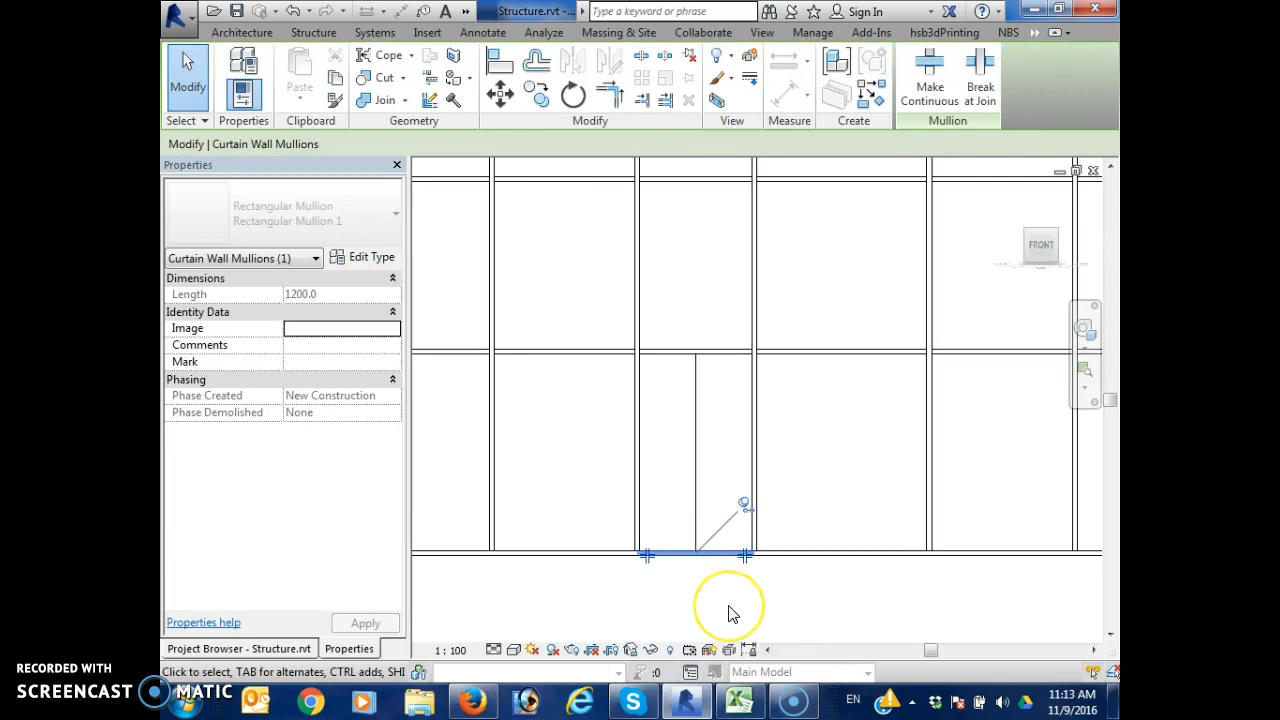 Structure.rvt -...
Type a keyword or phrase
Sign In
Architecture Structure Systems Insert Annotate Analyze Massing & Site Collaborate View Manage Add-Ins hsb3dPrinting NBS
Modify
Paste
Cope
Cut
Join
Make Continuous
Break at Join
Select Properties Clipboard Geometry Modify View Measure Create Mullion
Modify | Curtain Wall Mullions
Properties
Rectangular Mullion
Rectangular Mullion 1
Curtain Wall Mullions (1) Edit Type
Dimensions
Length 1200.0
Identity Data
Image
Comments
Mark
Phasing
Phase Created New Construction
Phase Demolished None
FRONT
Properties help Apply
Project Browser - Structure.rvt Properties
1 : 100
Click to select, TAB for alternates, CTRL adds, SHI
:0
Main Model
RECORDED WITH
SCREENCAST MATIC
EN
11:13 AM
11/9/2016